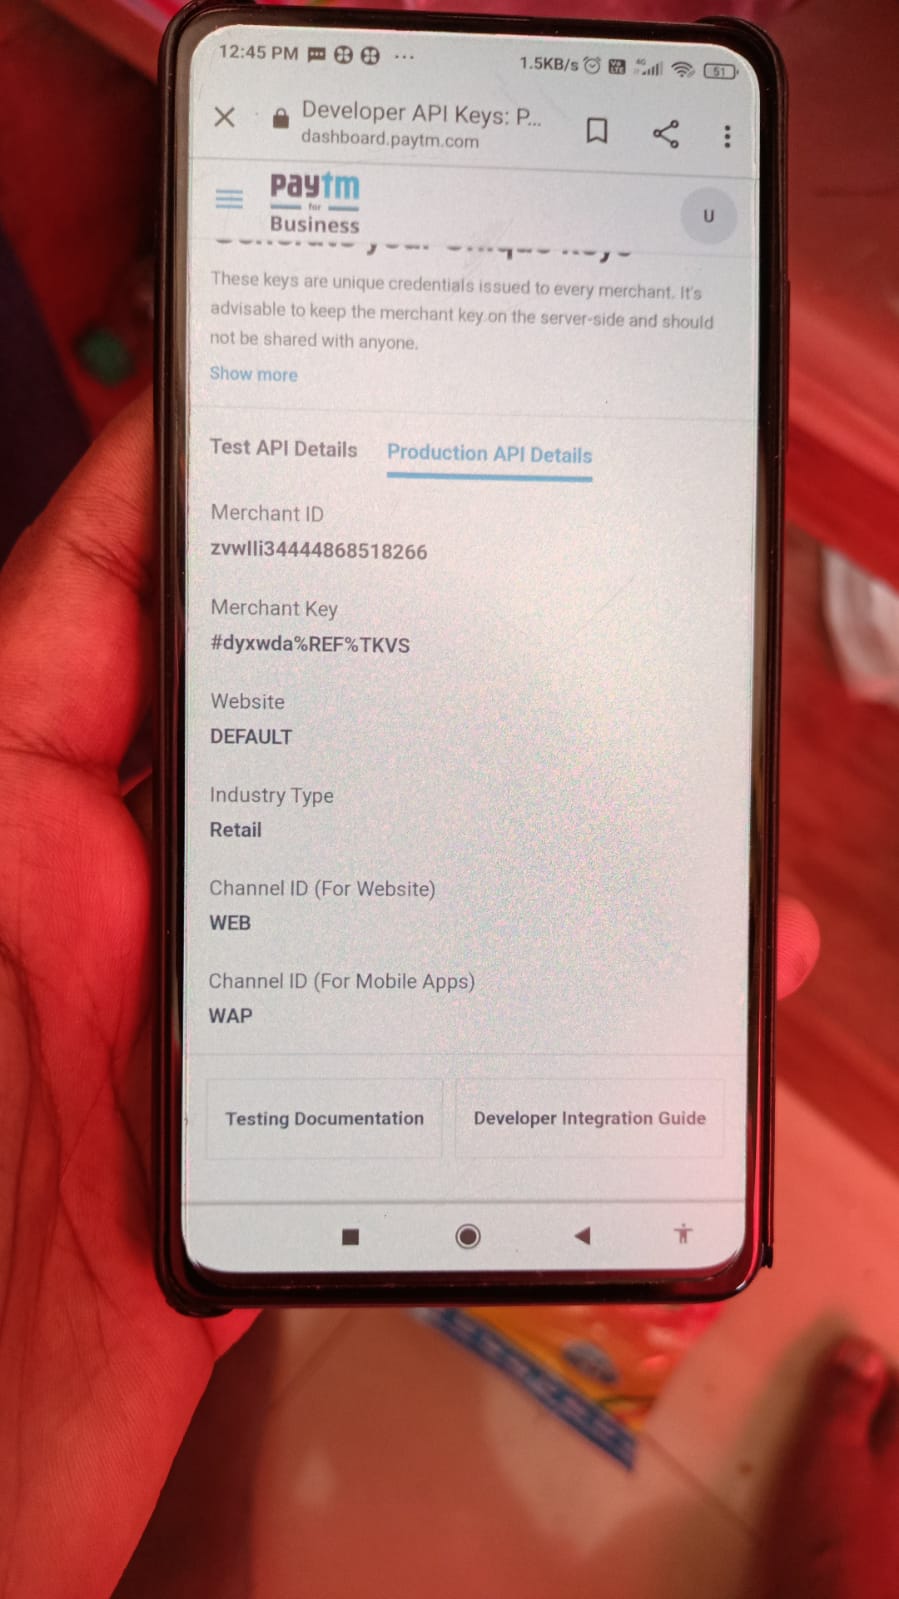 12:45 PM
1.5KB/s
4G
51
Developer API Keys: P...
dashboard.paytm.com
paytm
for
Business
U
These keys are unique credentials issued to every merchant. It's
advisable to keep the merchant key on the server-side and should
not be shared with anyone.
Show more
Test API Details
Production API Details
Merchant ID
zvwlli34444868518266
Merchant Key
#dyxwda%REF%TKVS
Website
DEFAULT
Industry Type
Retail
Channel ID (For Website)
WEB
Channel ID (For Mobile Apps)
WAP
Testing Documentation
Developer Integration Guide